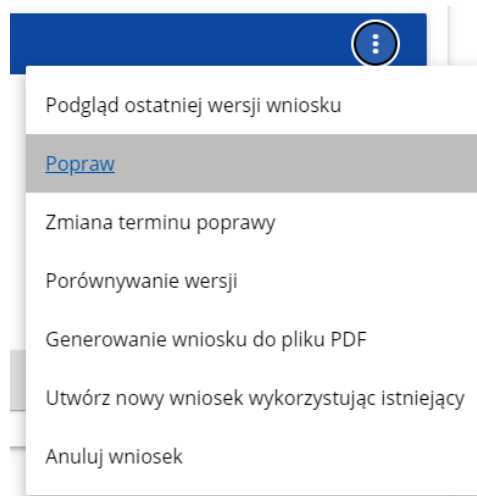 Podgląd ostatniej wersji wniosku
Popraw
Zmiana terminu poprawy
Porównywanie wersji
Generowanie wniosku do pliku PDF
Utwórz nowy wniosek wykorzystując istniejący
Anuluj wniosek